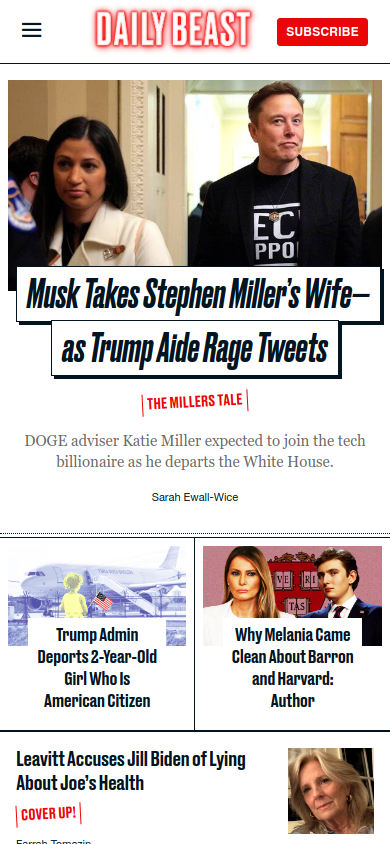 DAILY BEAST
SUBSCRIBE
Musk Takes Stephen Miller's Wife—
as Trump Aide Rage Tweets
THE MILLERS TALE
DOGE adviser Katie Miller expected to join the tech
billionaire as he departs the White House.
Sarah Ewall-Wice
VE RI
TAS
Trump Admin
Deports 2-Year-Old
Girl Who Is
American Citizen
Why Melania Came
Clean About Barron
and Harvard:
Author
Leavitt Accuses Jill Biden of Lying
About Joe's Health
COVER UP!